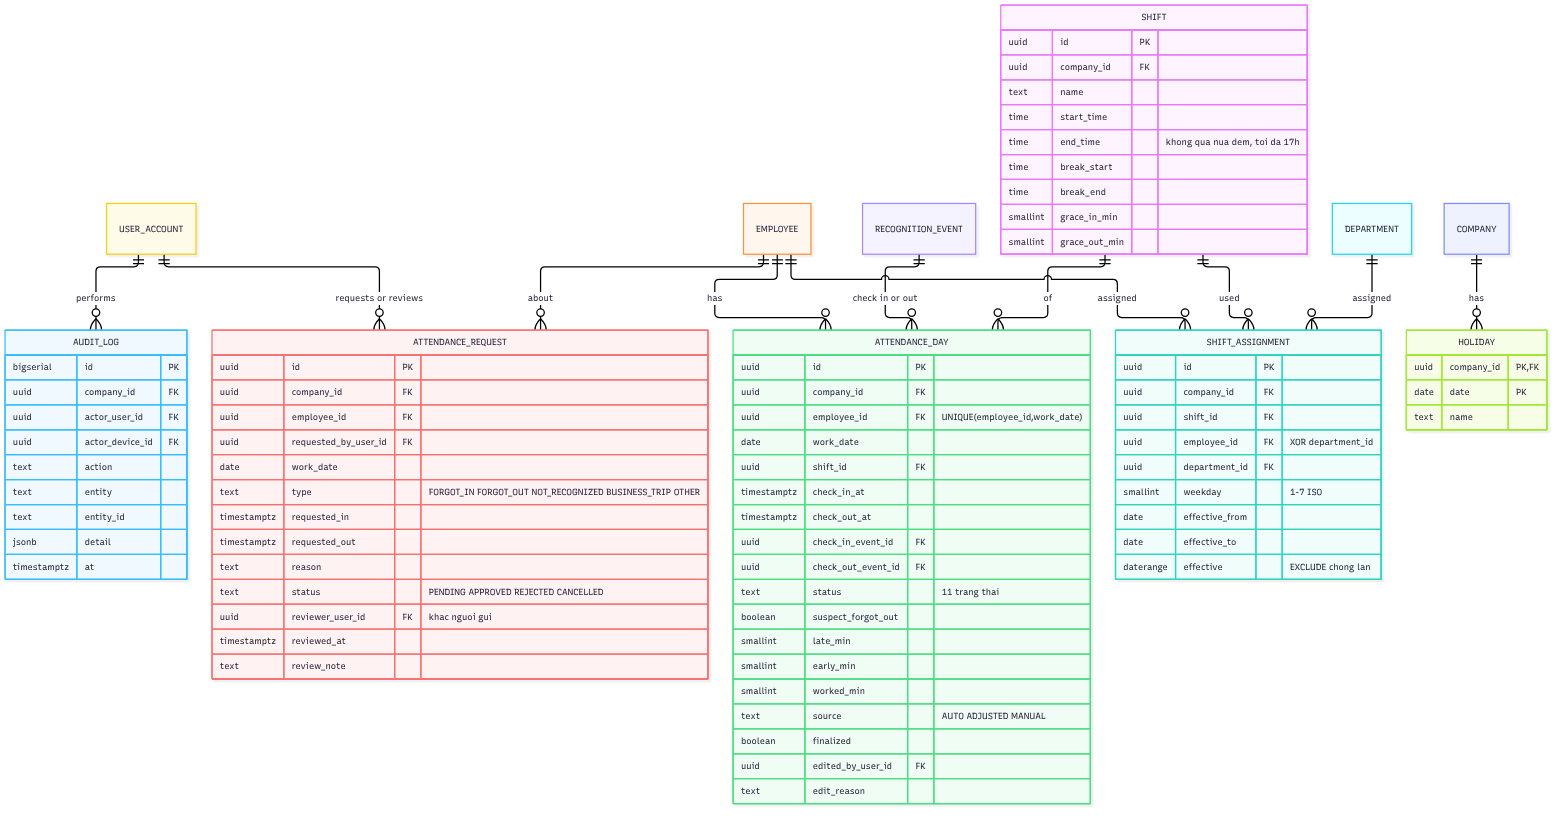 SHIFT
uuid id PK
uuid company_id FK
text name
time start_time
time end_time khong qua nua dem, toi da 17h
time break_start
time break_end
smallint grace_in_min
smallint grace_out_min
USER_ACCOUNT
EMPLOYEE
RECOGNITION_EVENT
DEPARTMENT
COMPANY
performs
requests or reviews
about
has
check in or out
of
assigned
used
assigned
has
AUDIT_LOG
bigserial id PK
uuid company_id FK
uuid actor_user_id FK
uuid actor_device_id FK
text action
text entity
text entity_id
jsonb detail
timestamptz at
ATTENDANCE_REQUEST
uuid id PK
uuid company_id FK
uuid employee_id FK
uuid requested_by_user_id FK
date work_date
text type FORGOT_IN FORGOT_OUT NOT_RECOGNIZED BUSINESS_TRIP OTHER
timestamptz requested_in
timestamptz requested_out
text reason
text status PENDING APPROVED REJECTED CANCELLED
uuid reviewer_user_id FK khac nguoi gui
timestamptz reviewed_at
text review_note
ATTENDANCE_DAY
uuid id PK
uuid company_id FK
uuid employee_id FK UNIQUE(employee_id,work_date)
date work_date
uuid shift_id FK
timestamptz check_in_at
timestamptz check_out_at
uuid check_in_event_id FK
uuid check_out_event_id FK
text status 11 trang thai
boolean suspect_forgot_out
smallint late_min
smallint early_min
smallint worked_min
text source AUTO ADJUSTED MANUAL
boolean finalized
uuid edited_by_user_id FK
text edit_reason
SHIFT_ASSIGNMENT
uuid id PK
uuid company_id FK
uuid shift_id FK
uuid employee_id FK XOR department_id
uuid department_id FK
smallint weekday 1-7 ISO
date effective_from
date effective_to
daterange effective EXCLUDE chong lan
HOLIDAY
uuid company_id PK,FK
date date PK
text name